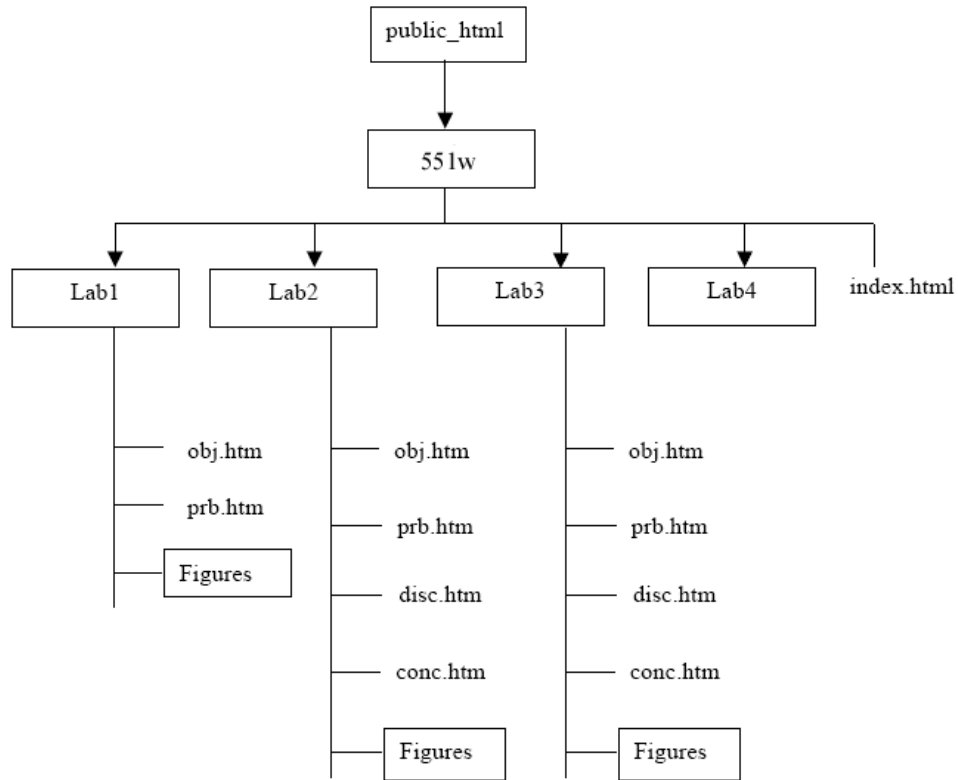 public_html
551w
Lab1
Lab2
Lab3
Lab4
index.html
obj.htm
prb.htm
Figures
obj.htm
prb.htm
disc.htm
conc.htm
Figures
obj.htm
prb.htm
disc.htm
conc.htm
Figures